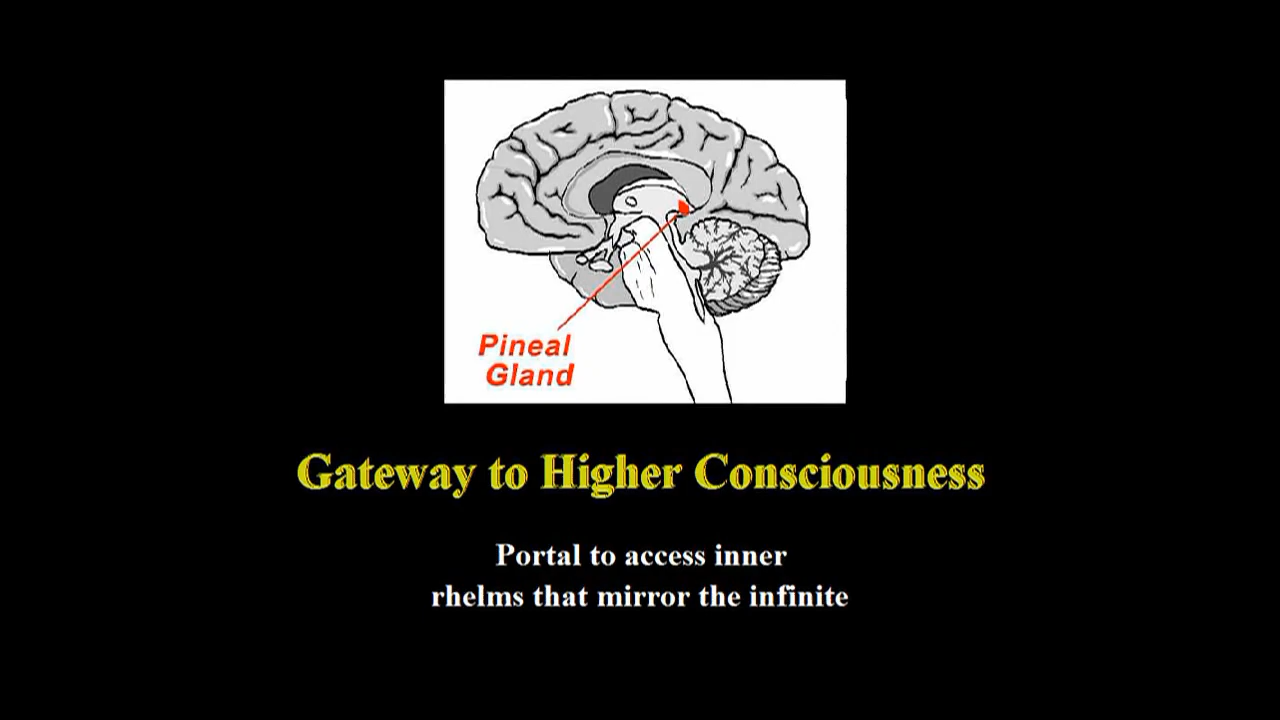 Pineal
Gland
Gateway to Higher Consciousness
Portal to access inner
rhelms that mirror the infinite